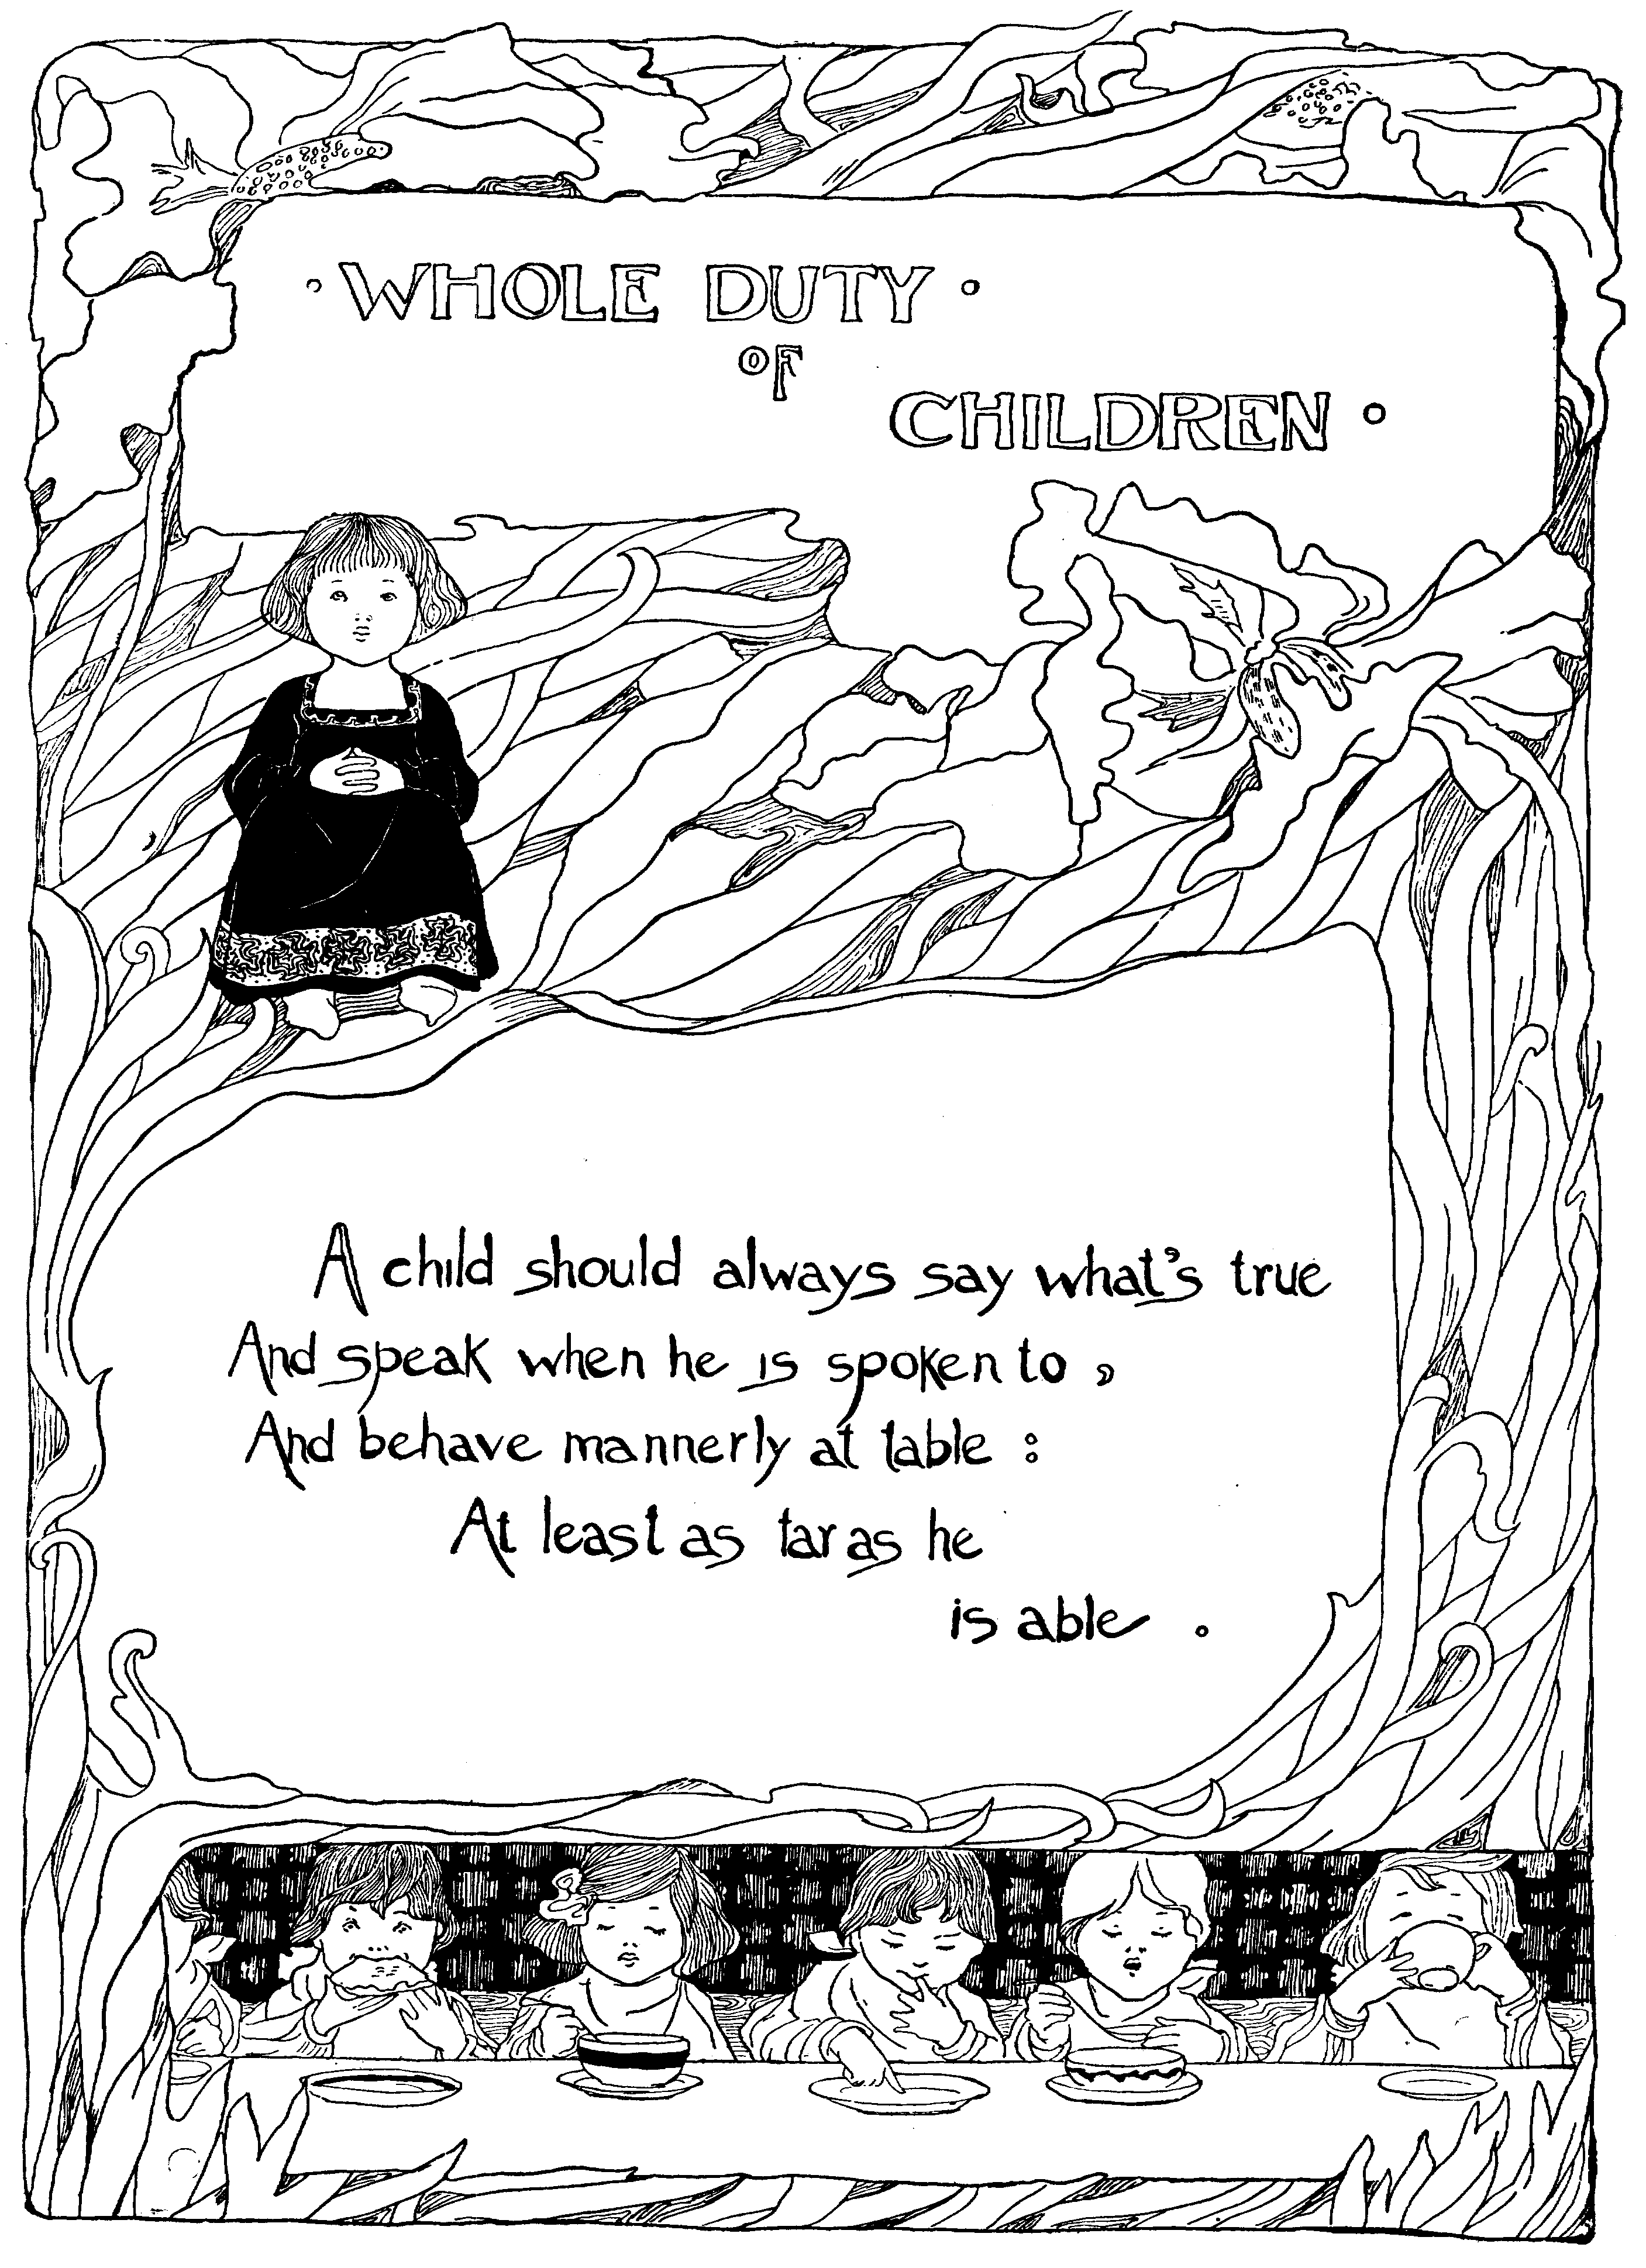 · WHOLE DUTY ·
OF
CHILDREN ·
A child should always say what's true
And speak when he is spoken to ,
And behave mannerly at table :
At least as far as he
is able .